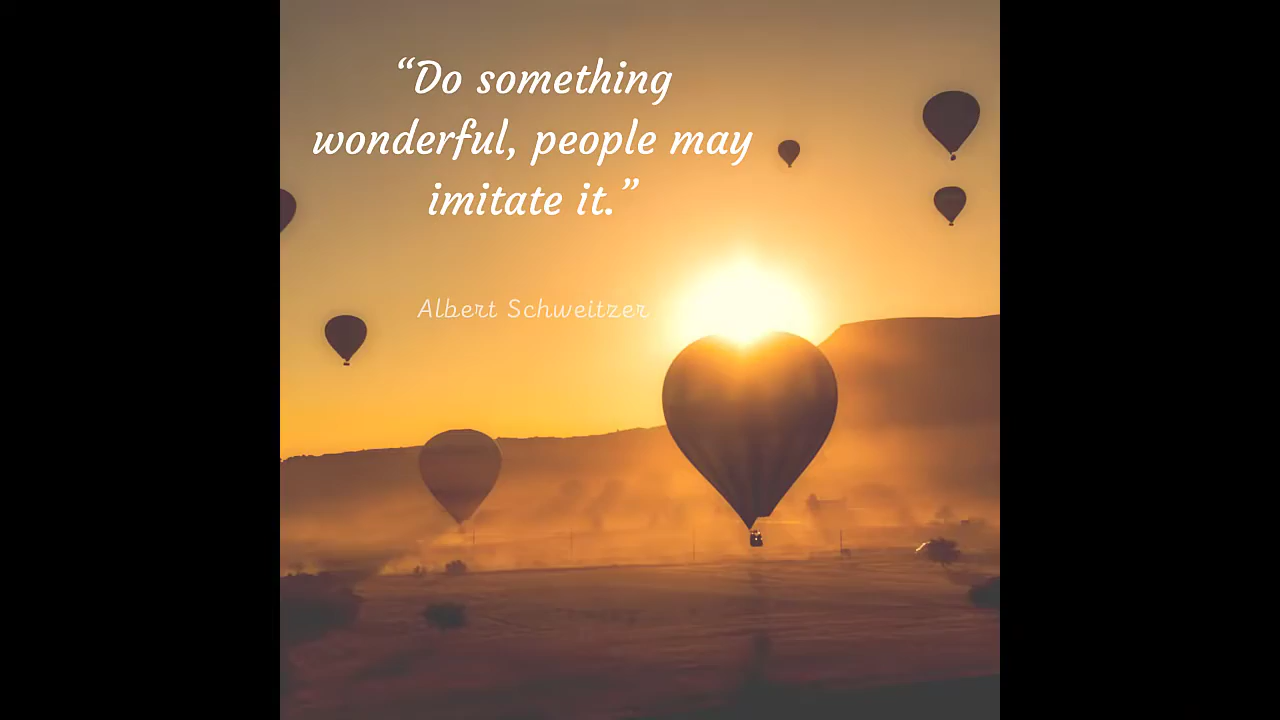 “Do something
wonderful, people may
imitate it.”
Albert Schweitzer